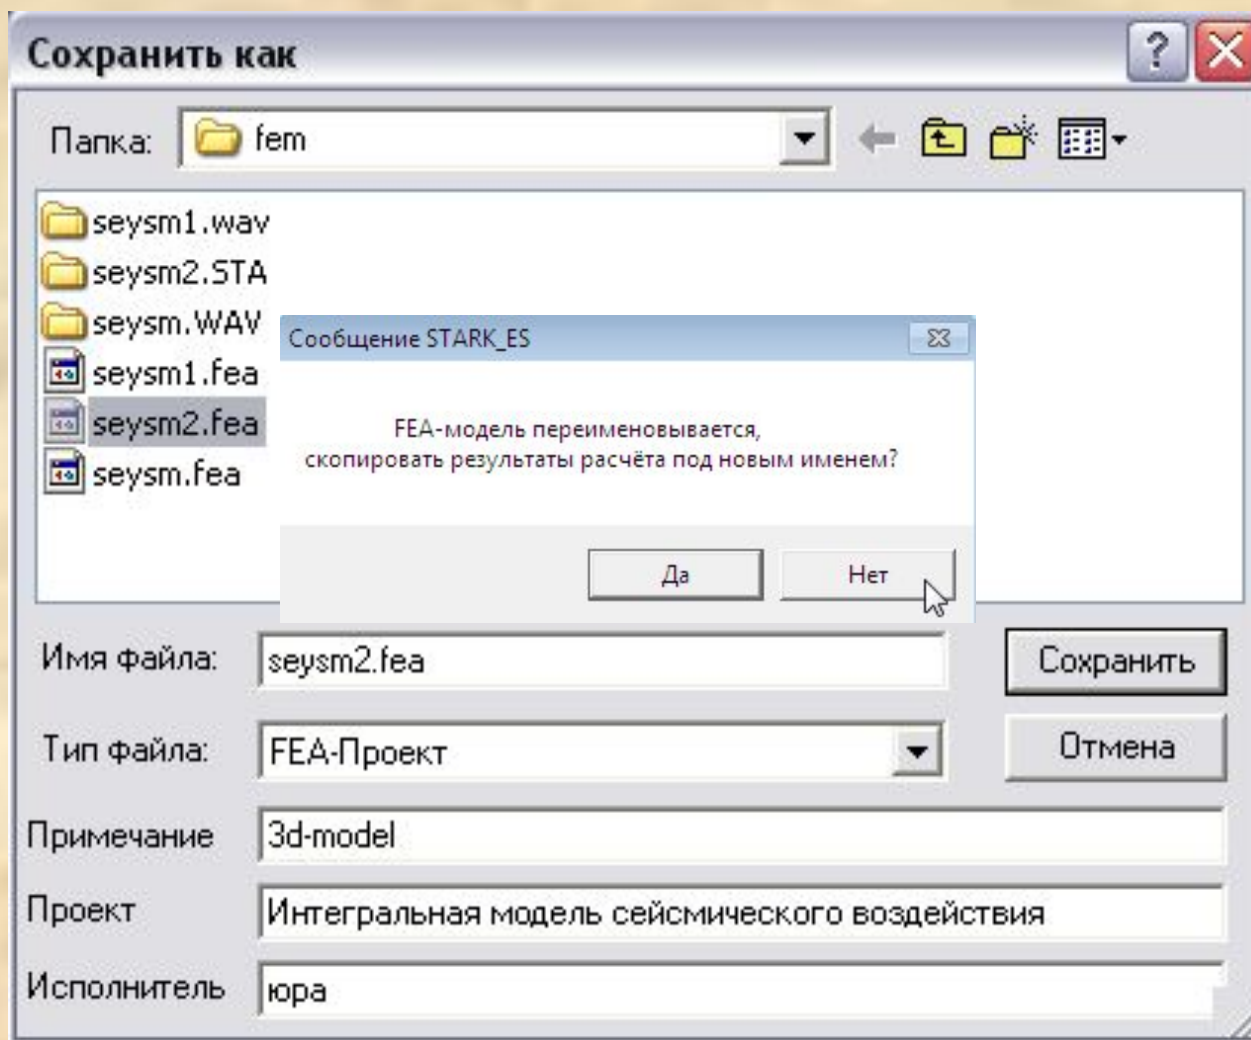 Сохранить как
Папка: fem
seysm1.wav
seysm2.STA
seysm.WAV
seysm1.fea
seysm2.fea
seysm.fea
Сообщение STARK_ES
FEA-модель переименовывается,
скопировать результаты расчёта под новым именем?
Да Нет
Имя файла: seysm2.fea Сохранить
Тип файла: FEA-Проект Отмена
Примечание 3d-model
Проект Интегральная модель сейсмического воздействия
Исполнитель юра